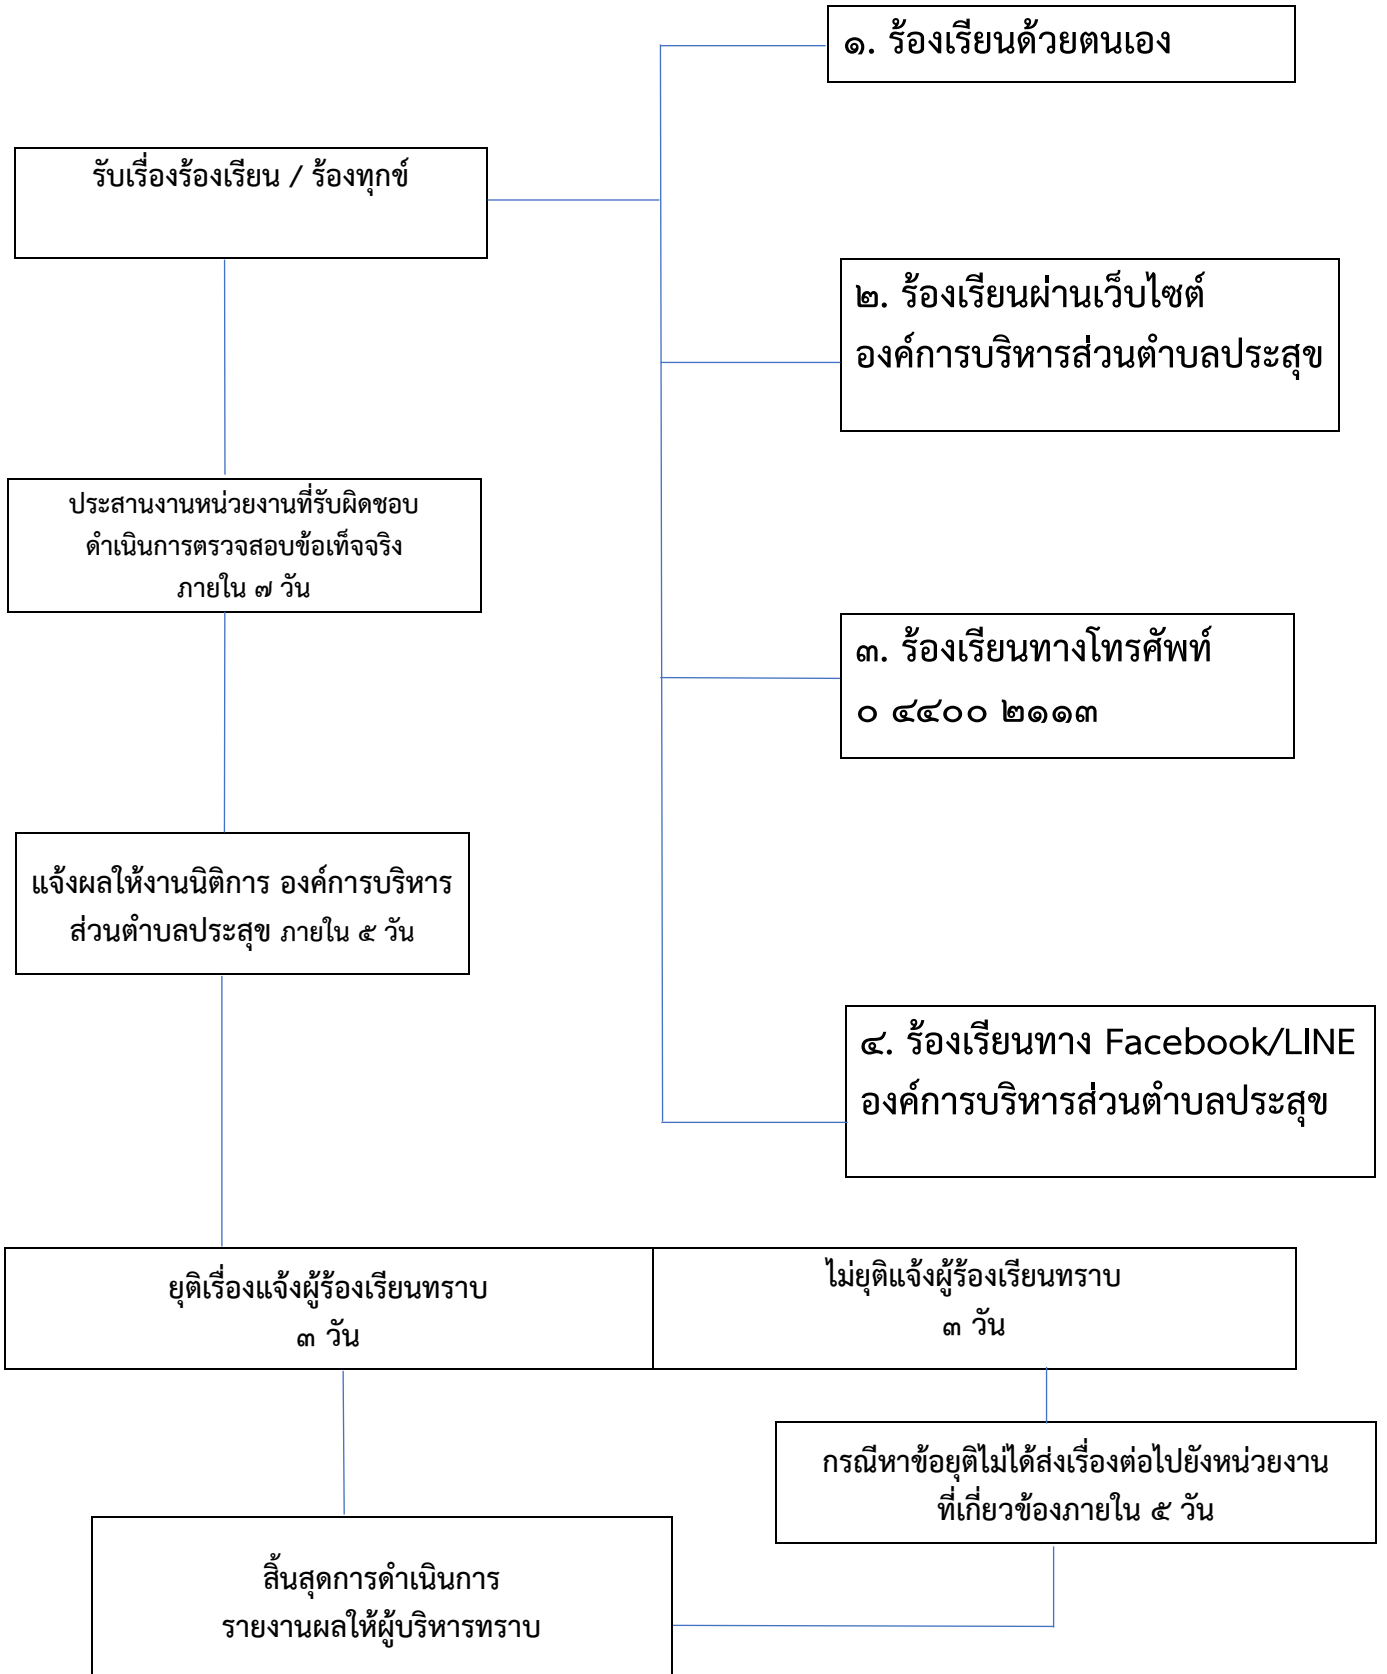 ๑. ร้องเรียนด้วยตนเอง
รับเรื่องร้องเรียน / ร้องทุกข์
๒. ร้องเรียนผ่านเว็บไซต์
องค์การบริหารส่วนตำบลประสุข
ประสานงานหน่วยงานที่รับผิดชอบ
ดำเนินการตรวจสอบข้อเท็จจริง
ภายใน ๗ วัน
๓. ร้องเรียนทางโทรศัพท์
๐ ๔๔๐๐ ๒๑๑๓
แจ้งผลให้งานนิติการ องค์การบริหาร
ส่วนตำบลประสุข ภายใน ๕ วัน
๔. ร้องเรียนทาง Facebook/LINE
องค์การบริหารส่วนตำบลประสุข
ยุติเรื่องแจ้งผู้ร้องเรียนทราบ
๓ วัน
ไม่ยุติแจ้งผู้ร้องเรียนทราบ
๓ วัน
กรณีหาข้อยุติไม่ได้ส่งเรื่องต่อไปยังหน่วยงาน
ที่เกี่ยวข้องภายใน ๕ วัน
สิ้นสุดการดำเนินการ
รายงานผลให้ผู้บริหารทราบ